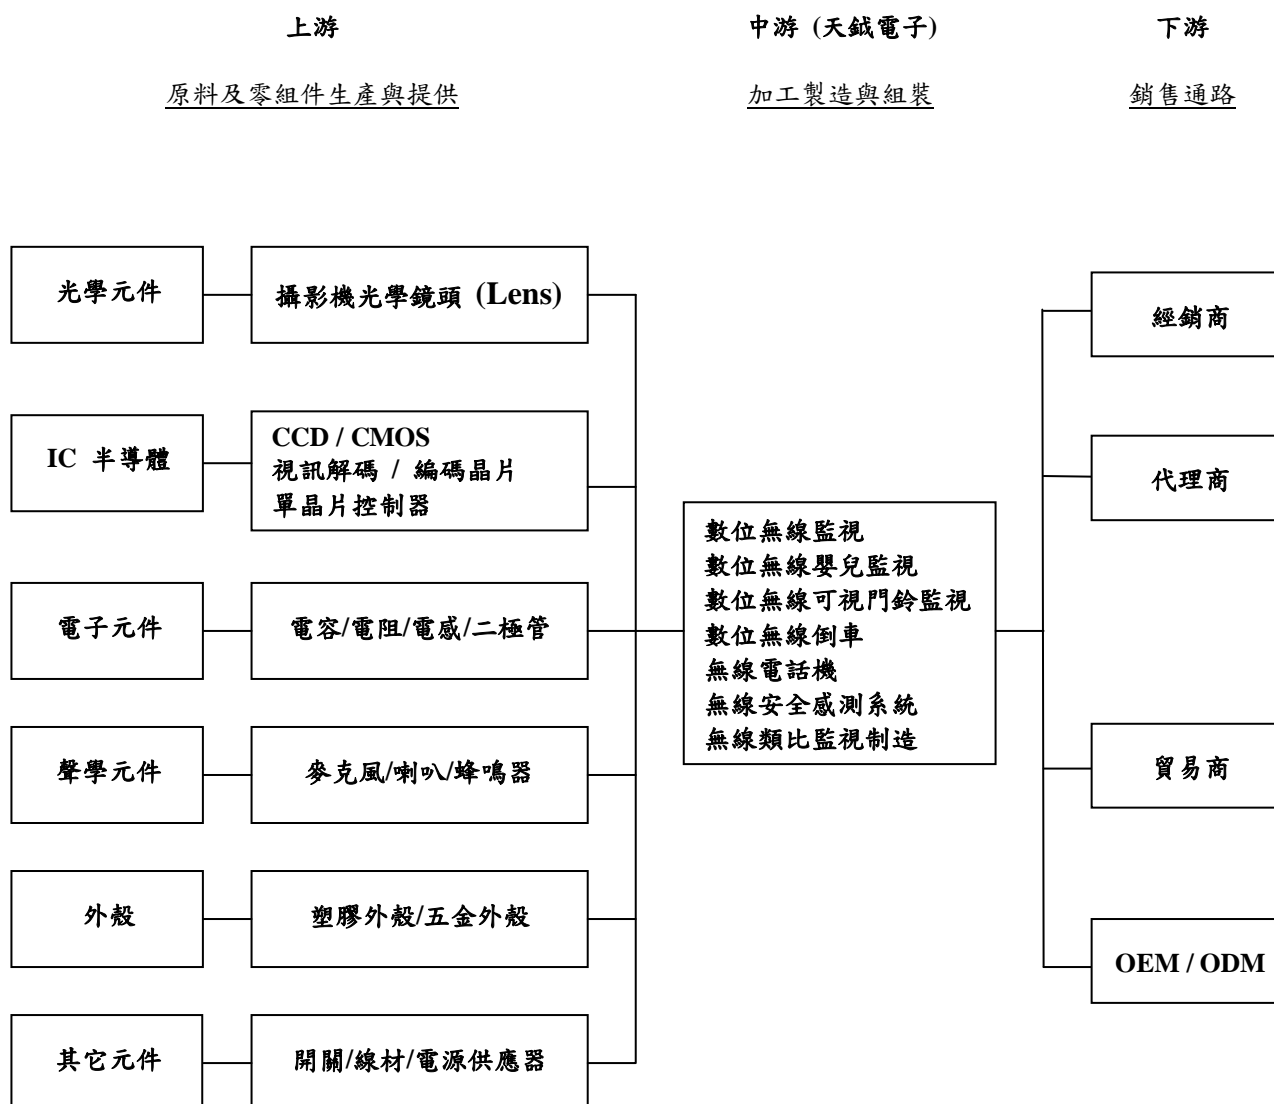 上游
中游 (天鉞電子)
下游
原料及零組件生產與提供
加工製造與組裝
銷售通路
光學元件
攝影機光學鏡頭 (Lens)
IC 半導體
CCD / CMOS
視訊解碼 / 編碼晶片
單晶片控制器
電子元件
電容/電阻/電感/二極管
聲學元件
麥克風/喇叭/蜂鳴器
外殼
塑膠外殼/五金外殼
其它元件
開關/線材/電源供應器
數位無線監視
數位無線嬰兒監視
數位無線可視門鈴監視
數位無線倒車
無線電話機
無線安全感測系統
無線類比監視制造
經銷商
代理商
貿易商
OEM / ODM